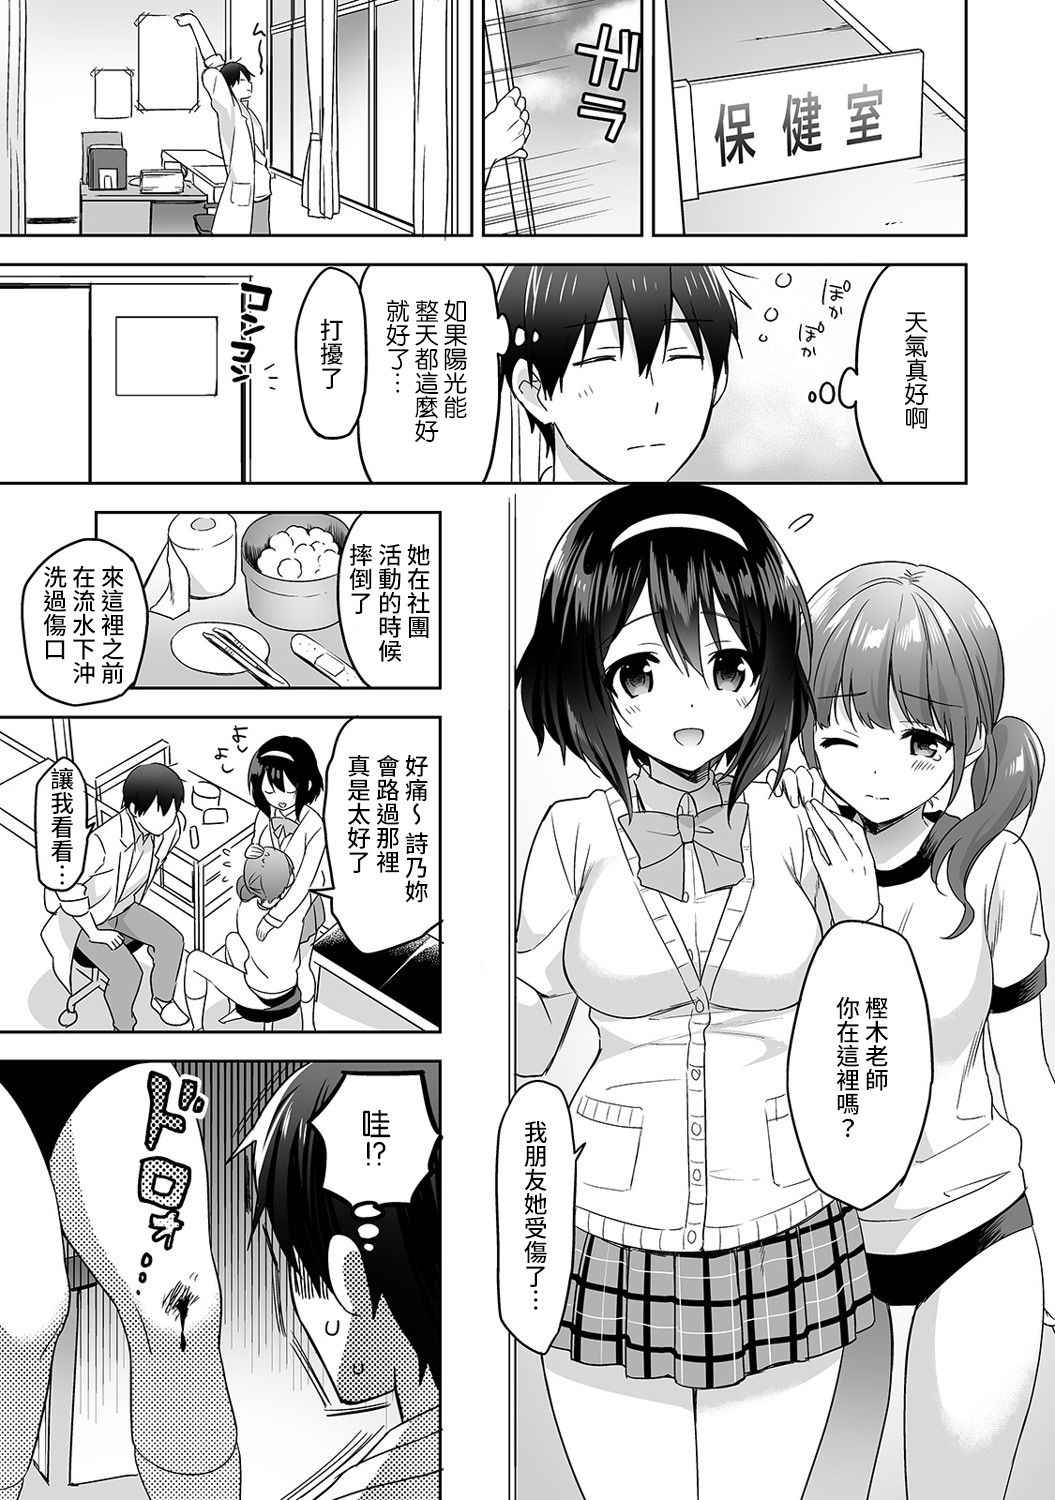 保健室
ガラ
天氣真好啊
ぽか
ぽか
ぽか
如果陽光能
整天都這麼好
就好了…
打擾了
コンコン
樫木老師
你在這裡嗎？
我朋友她受傷了…
她在社團
活動的時候
摔倒了
來這裡之前
在流水下沖
洗過傷口
好痛～詩乃妳
會路過那裡
真是太好了
よし
よし
讓我看看…
哇!?
ドロォ